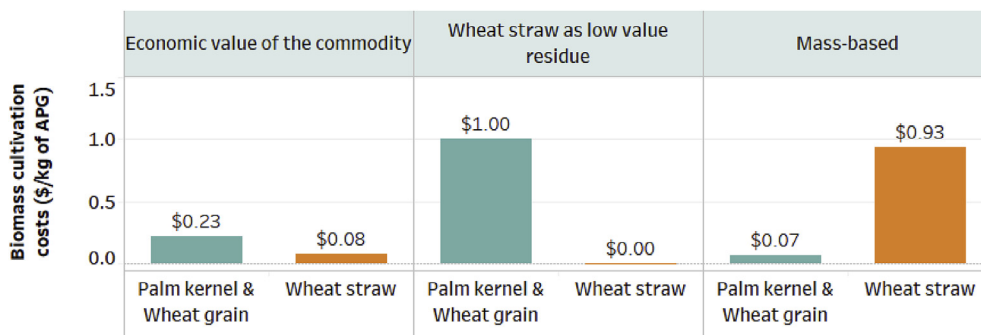 Economic value of the commodity
Wheat straw as low value
residue
Mass-based
Biomass cultivation
costs ($/kg of APG)
1.5
1.0
0.5
0.0
$0.23
$0.08
$1.00
$0.00
$0.07
$0.93
Palm kernel &
Wheat grain
Wheat straw
Palm kernel &
Wheat grain
Wheat straw
Palm kernel &
Wheat grain
Wheat straw